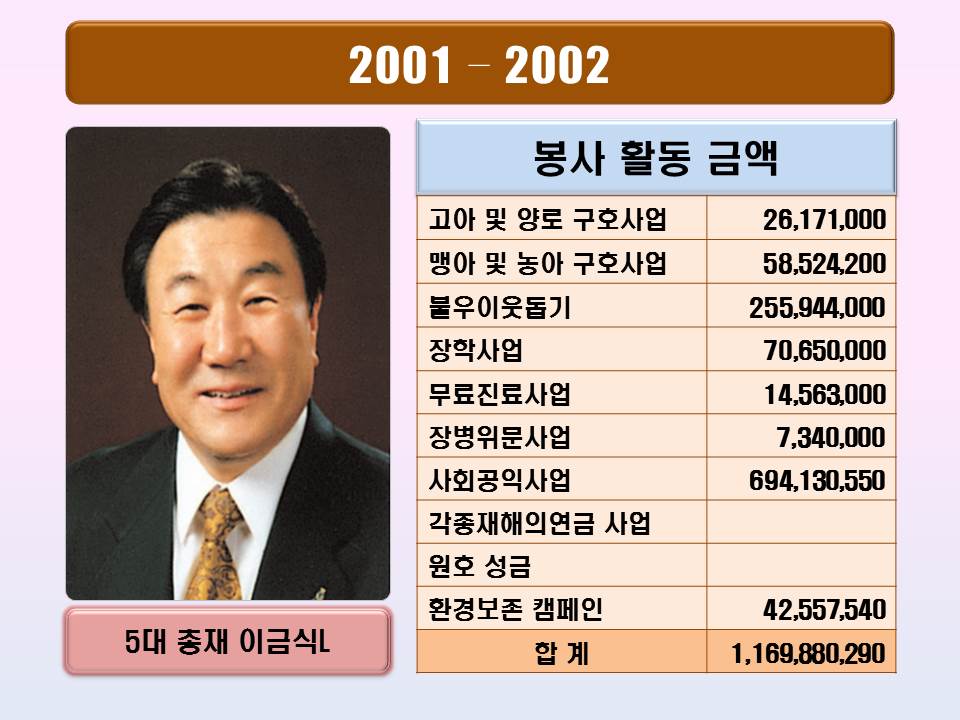 2001 – 2002
봉사 활동 금액
고아 및 양로 구호사업 26,171,000
맹아 및 농아 구호사업 58,524,200
불우이웃돕기 255,944,000
장학사업 70,650,000
무료진료사업 14,563,000
장병위문사업 7,340,000
사회공익사업 694,130,550
각종재해의연금 사업
원호 성금
환경보존 캠페인 42,557,540
합 계 1,169,880,290
5대 총재 이금식L